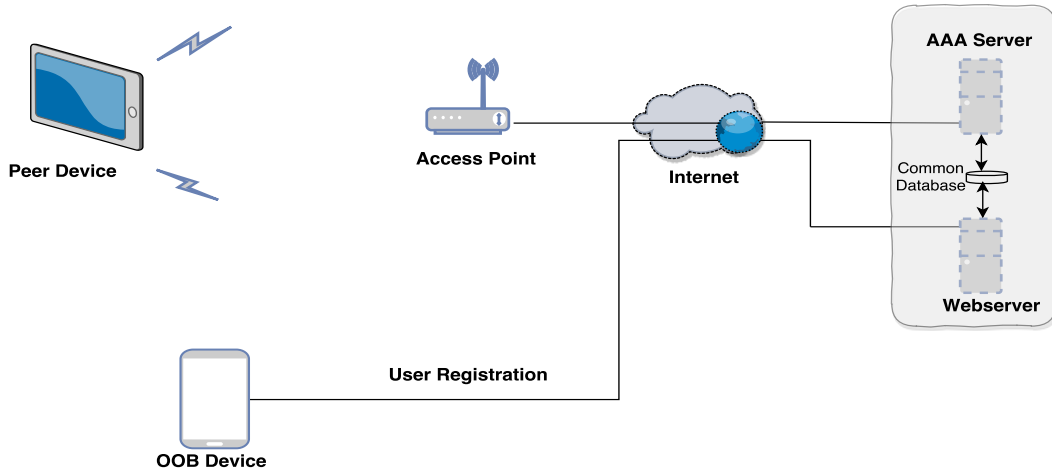 AAA Server
Peer Device
Access Point
Internet
Common
Database
Webserver
User Registration
OOB Device